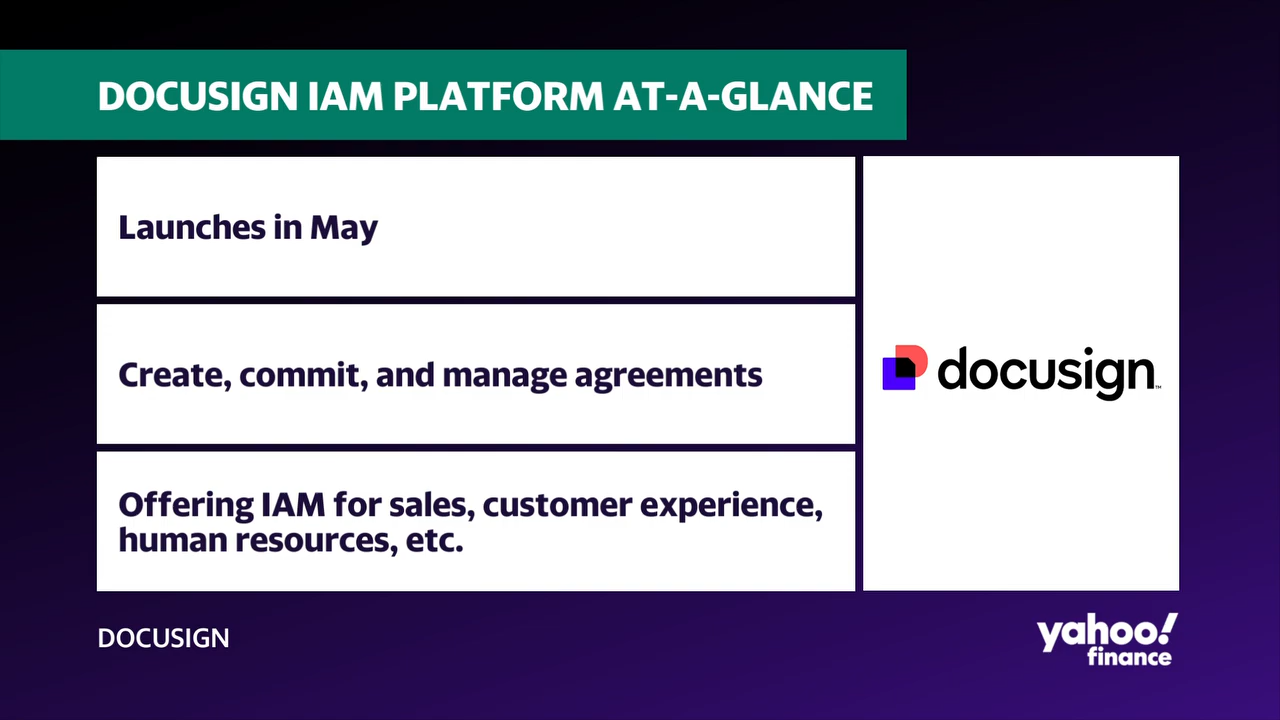 DOCUSIGN IAM PLATFORM AT-A-GLANCE
Launches in May
Create, commit, and manage agreements
Offering IAM for sales, customer experience,
human resources, etc.
docusign™
DOCUSIGN
yahoo!
finance